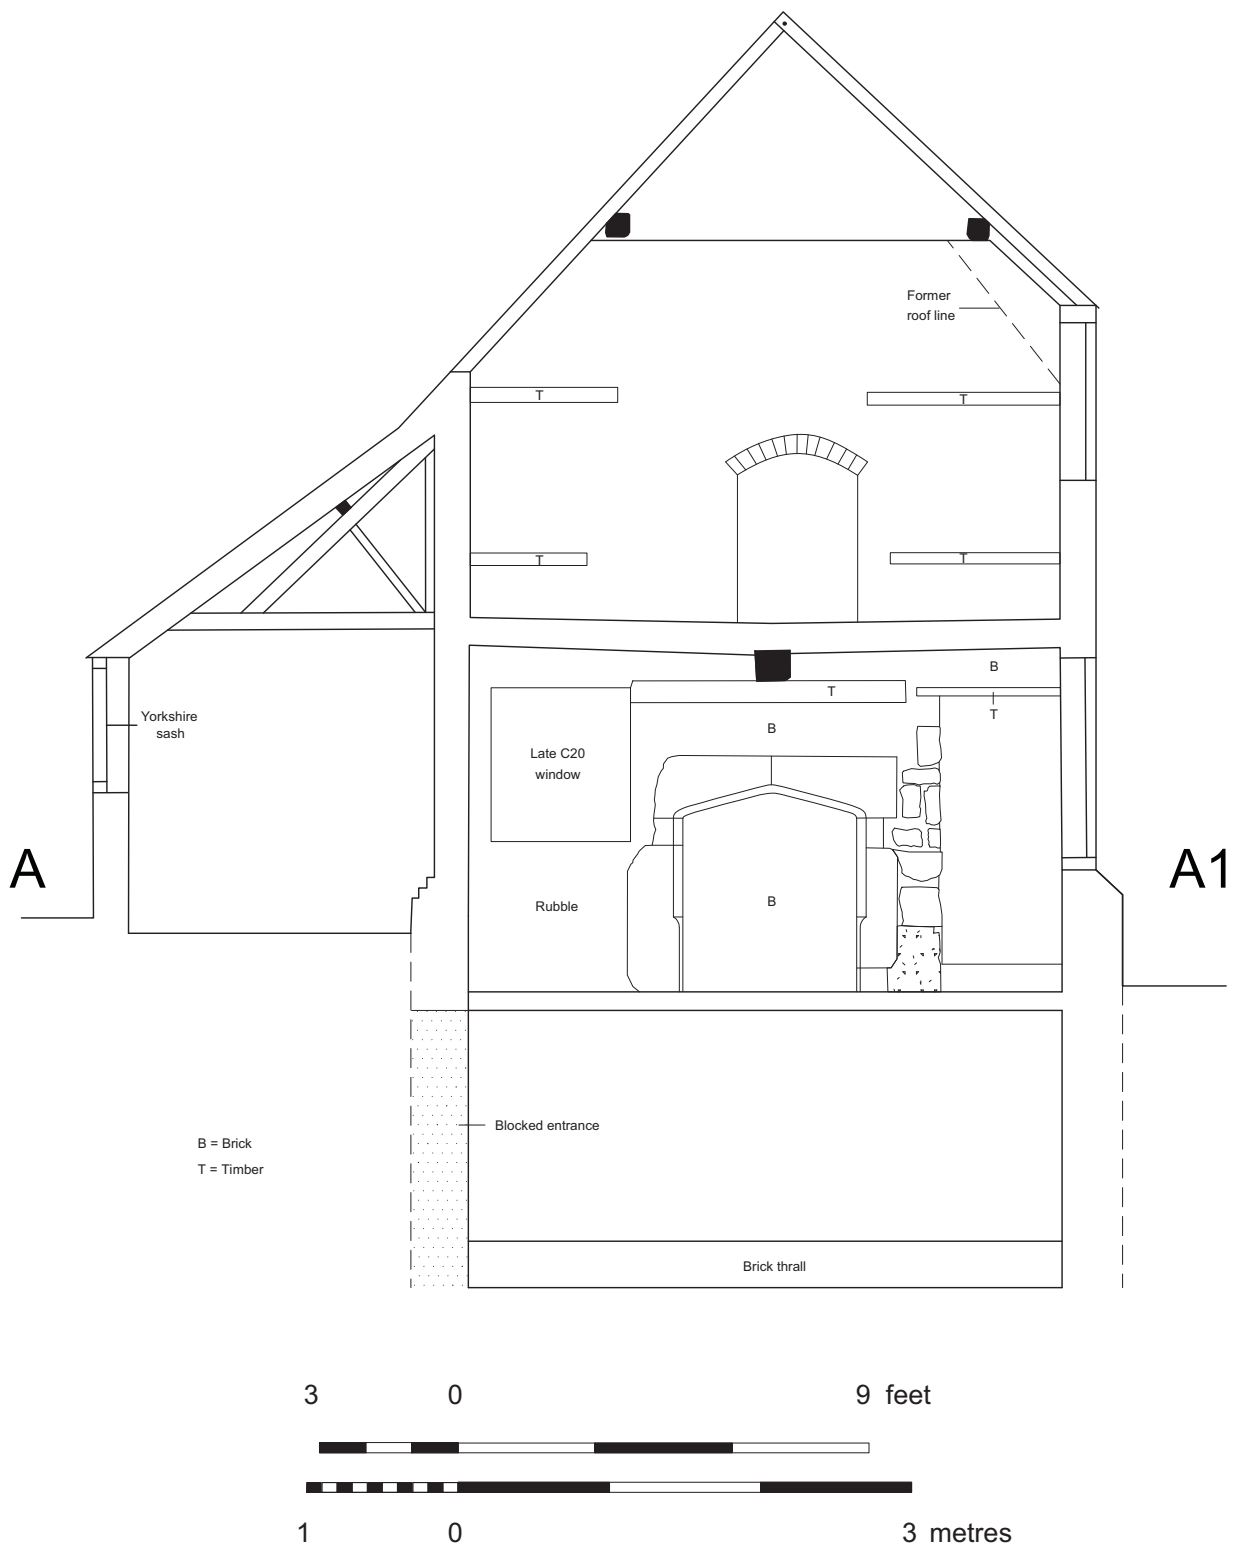 Former
roof line
T
T
T
T
B
T
T
Yorkshire
sash
B
Late C20
window
A
A1
B
Rubble
Blocked entrance
B = Brick
T = Timber
Brick thrall
3 0 9 feet
1 0 3 metres